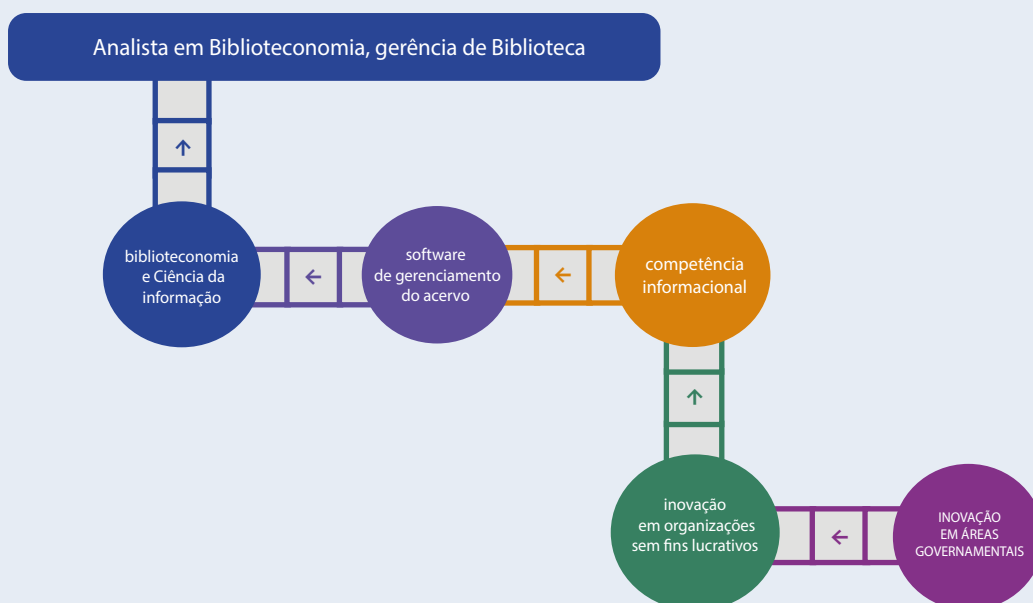 Analista em Biblioteconomia, gerência de Biblioteca
biblioteconomia
e Ciência da
informação
software
de gerenciamento
do acervo
competência
informacional
inovação
em organizações
sem fins lucrativos
INOVAÇÃO
EM ÁREAS
GOVERNAMENTAIS